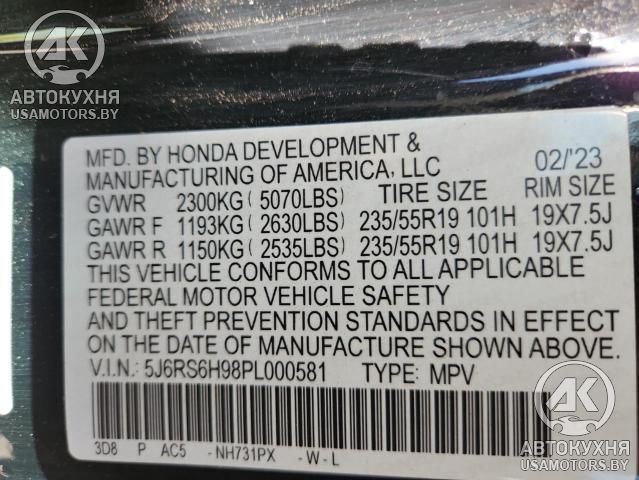 АК
АВТОКУХНЯ
USAMOTORS.BY
MFD. BY HONDA DEVELOPMENT &
MANUFACTURING OF AMERICA, LLC 02/'23
GVWR 2300KG ( 5070LBS) TIRE SIZE RIM SIZE
GAWR F 1193KG ( 2630LBS) 235/55R19 101H 19X7.5J
GAWR R 1150KG ( 2535LBS) 235/55R19 101H 19X7.5J
THIS VEHICLE CONFORMS TO ALL APPLICABLE
FEDERAL MOTOR VEHICLE SAFETY
AND THEFT PREVENTION STANDARDS IN EFFECT
ON THE DATE OF MANUFACTURE SHOWN ABOVE.
V.I.N.: 5J6RS6H98PL000581 TYPE: MPV
3D8 P AC5 -NH731PX -W-L
АК
АВТОКУХНЯ
USAMOTORS.BY